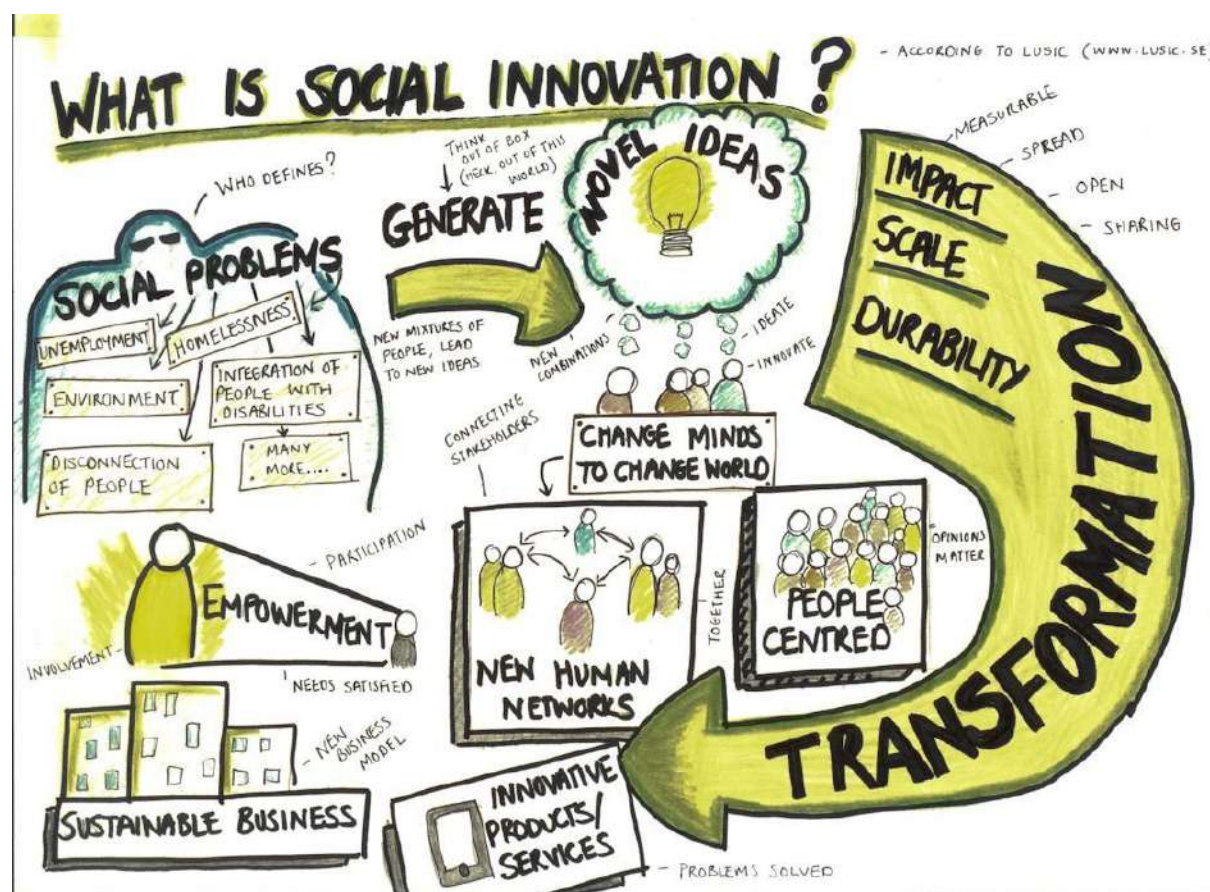 WHAT IS SOCIAL INNOVATION?
- ACCORDING TO LUSIC (WWW.LUSIC.SE)
WHO DEFINES?
SOCIAL PROBLEMS
UNEMPLOYMENT
HOMELESSNESS
ENVIRONMENT
INTEGRATION OF
PEOPLE WITH
DISABILITIES
DISCONNECTION
OF PEOPLE
MANY
MORE....
THINK
OUT OF BOX
(HECK, OUT OF THIS
WORLD)
GENERATE
NEW MIXTURES OF
PEOPLE, LEAD
TO NEW IDEAS
NOVEL IDEAS
NEW
COMBINATIONS
- IDEATE
- INNOVATE
CHANGE MINDS
TO CHANGE WORLD
CONNECTING
STAKEHOLDERS
NEW HUMAN
NETWORKS
TOGETHER
PEOPLE
CENTRED
OPINIONS
MATTER
- MEASURABLE
- SPREAD
- OPEN
- SHARING
IMPACT
SCALE
DURABILITY
TRANSFORMATION
- PARTICIPATION
EMPOWERMENT
INVOLVEMENT -
NEEDS SATISFIED
- NEW
BUSINESS
MODEL
SUSTAINABLE BUSINESS
INNOVATIVE
PRODUCTS/
SERVICES
- PROBLEMS SOLVED